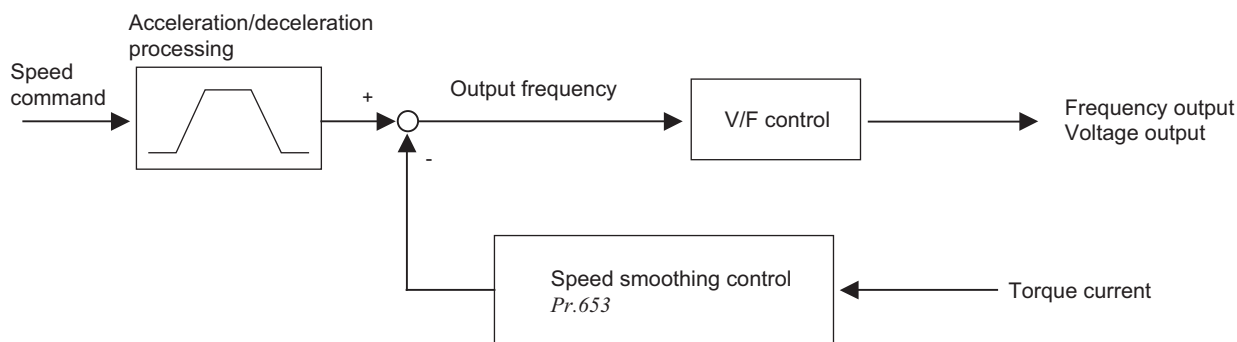 Acceleration/deceleration
processing
Speed
command
+
Output frequency
V/F control
Frequency output
Voltage output
-
Speed smoothing control
Pr.653
Torque current